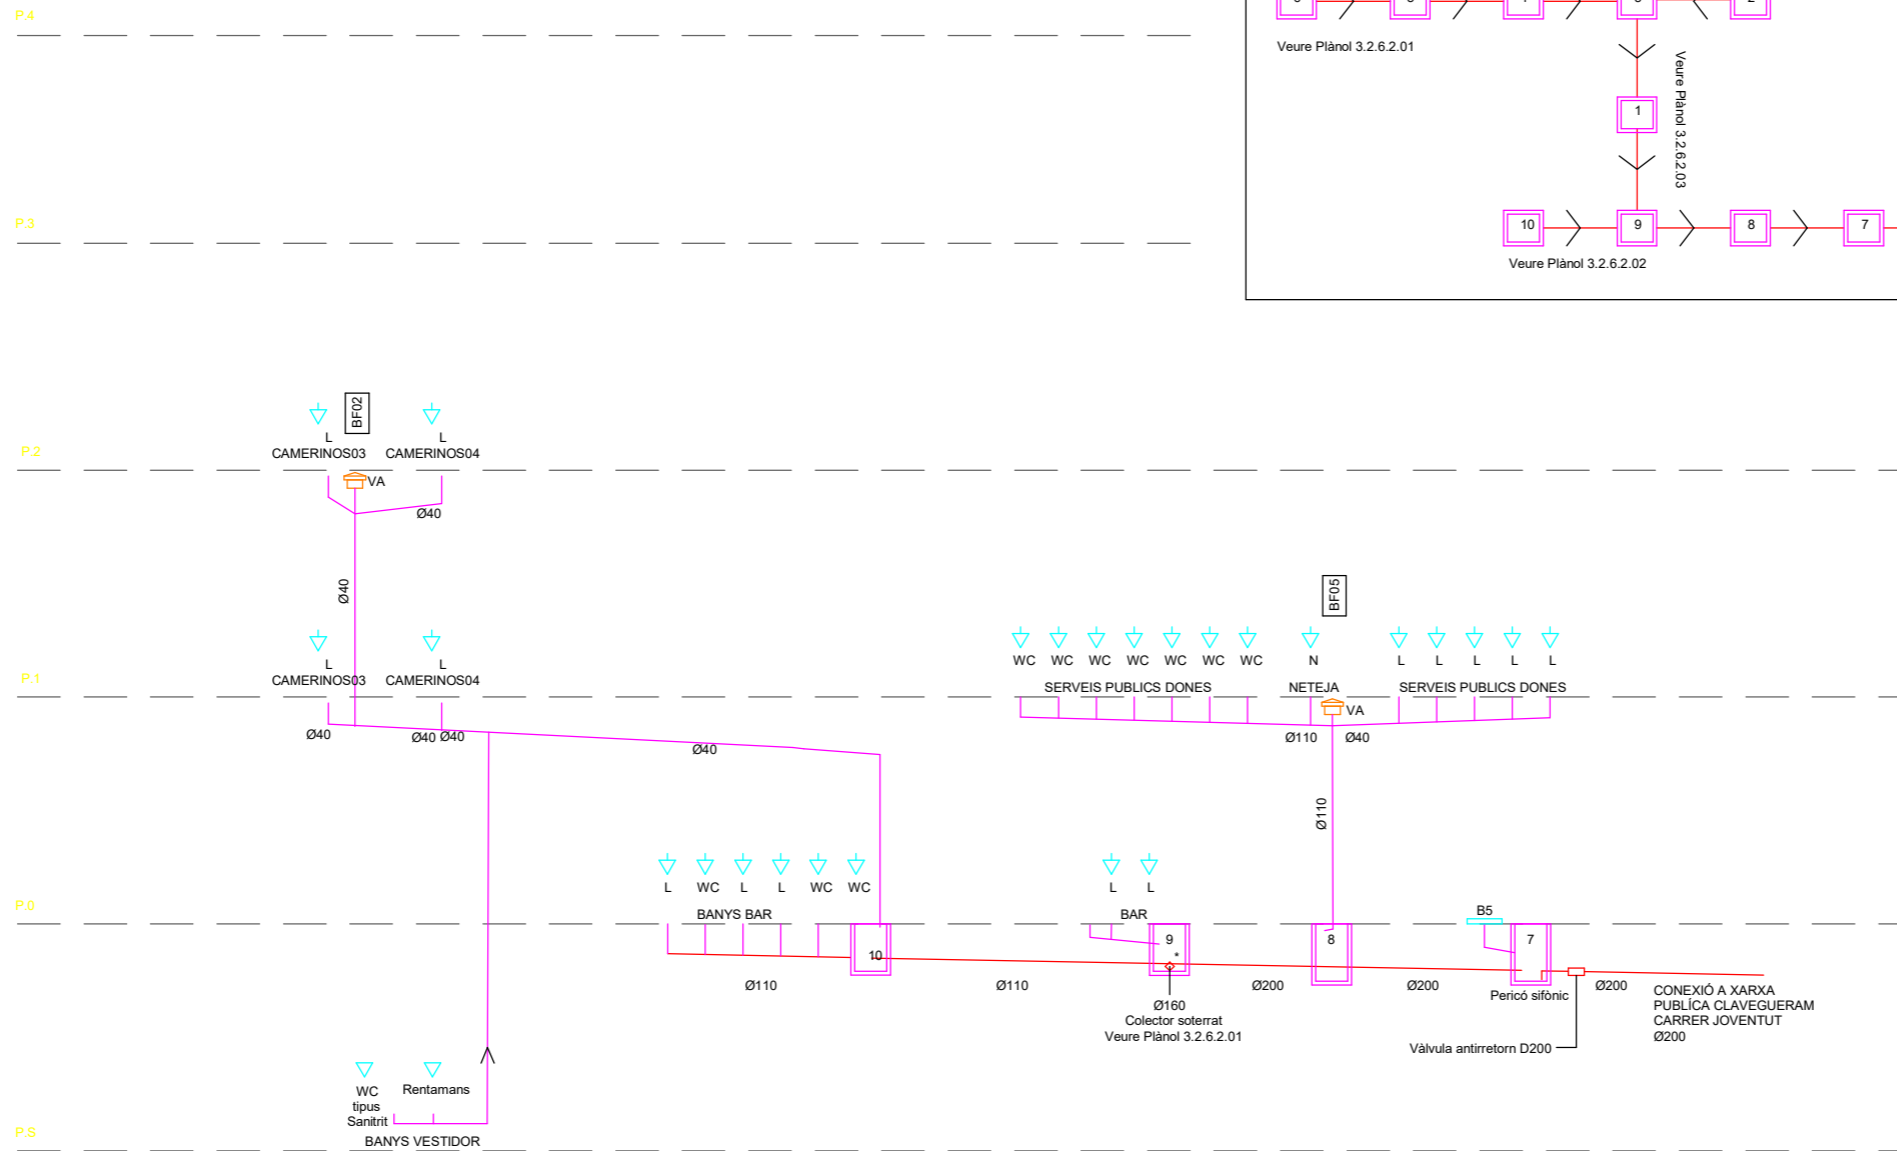 P.4
Veure Plànol 3.2.6.2.01
Veure Plànol 3.2.6.2.03
1
P.3
10 9 8 7
Veure Plànol 3.2.6.2.02
BF02
L L
CAMERINOS03 CAMERINOS04
P.2
VA
Ø40
Ø40
BF05
L L
CAMERINOS03 CAMERINOS04
P.1
WC WC WC WC WC WC WC N L L L L L
SERVEIS PUBLICS DONES NETEJA SERVEIS PUBLICS DONES
VA
Ø40 Ø40 Ø40 Ø40
Ø110 Ø40
Ø110
L WC L L WC WC L L
P.0
BANYS BAR BAR B5
10 9 * 8 7
Ø110 Ø110 Ø200 Ø200 Ø200
Pericó sifònic
Ø160
Colector soterrat
Veure Plànol 3.2.6.2.01
CONEXIÓ A XARXA
PUBLÍCA CLAVEGUERAM
CARRER JOVENTUT
Ø200
Vàlvula antirretorn D200
WC
tipus
Sanitrit
Rentamans
P.S
BANYS VESTIDOR